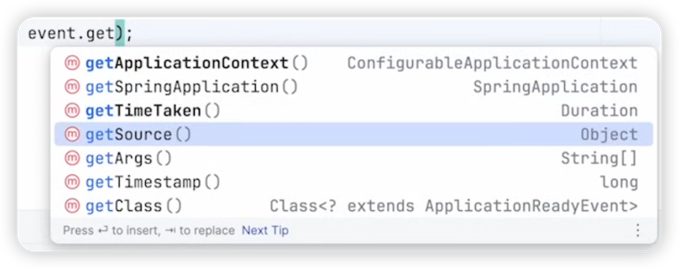 event.get);
m getApplicationContext() ConfigurableApplicationContext
m getSpringApplication() SpringApplication
m getTimeTaken() Duration
m getSource() Object
m getArgs() String[]
m getTimestamp() long
m getClass() Class<? extends ApplicationReadyEvent>
Press ↵ to insert, ⇥ to replace Next Tip